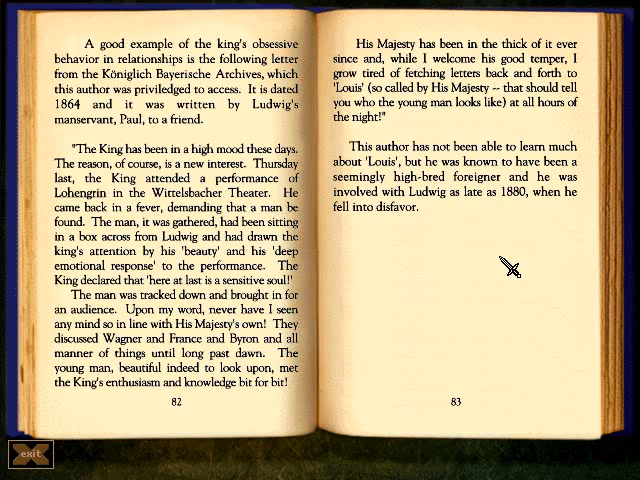 A good example of the king's obsessive
behavior in relationships is the following letter
from the Königlich Bayerische Archives, which
this author was priviledged to access. It is dated
1864 and it was written by Ludwig's
manservant, Paul, to a friend.
"The King has been in a high mood these days.
The reason, of course, is a new interest. Thursday
last, the King attended a performance of
Lohengrin in the Wittelsbacher Theater. He
came back in a fever, demanding that a man be
found. The man, it was gathered, had been sitting
in a box across from Ludwig and had drawn the
king's attention by his 'beauty' and his 'deep
emotional response' to the performance. The
King declared that 'here at last is a sensitive soul!'
The man was tracked down and brought in for
an audience. Upon my word, never have I seen
any mind so in line with His Majesty's own! They
discussed Wagner and France and Byron and all
manner of things until long past dawn. The
young man, beautiful indeed to look upon, met
the King's enthusiasm and knowledge bit for bit!
82
His Majesty has been in the thick of it ever
since and, while I welcome his good temper, I
grow tired of fetching letters back and forth to
'Louis' (so called by His Majesty -- that should tell
you who the young man looks like) at all hours of
the night!"
This author has not been able to learn much
about 'Louis', but he was known to have been a
seemingly high-bred foreigner and he was
involved with Ludwig as late as 1880, when he
fell into disfavor.
83
exit